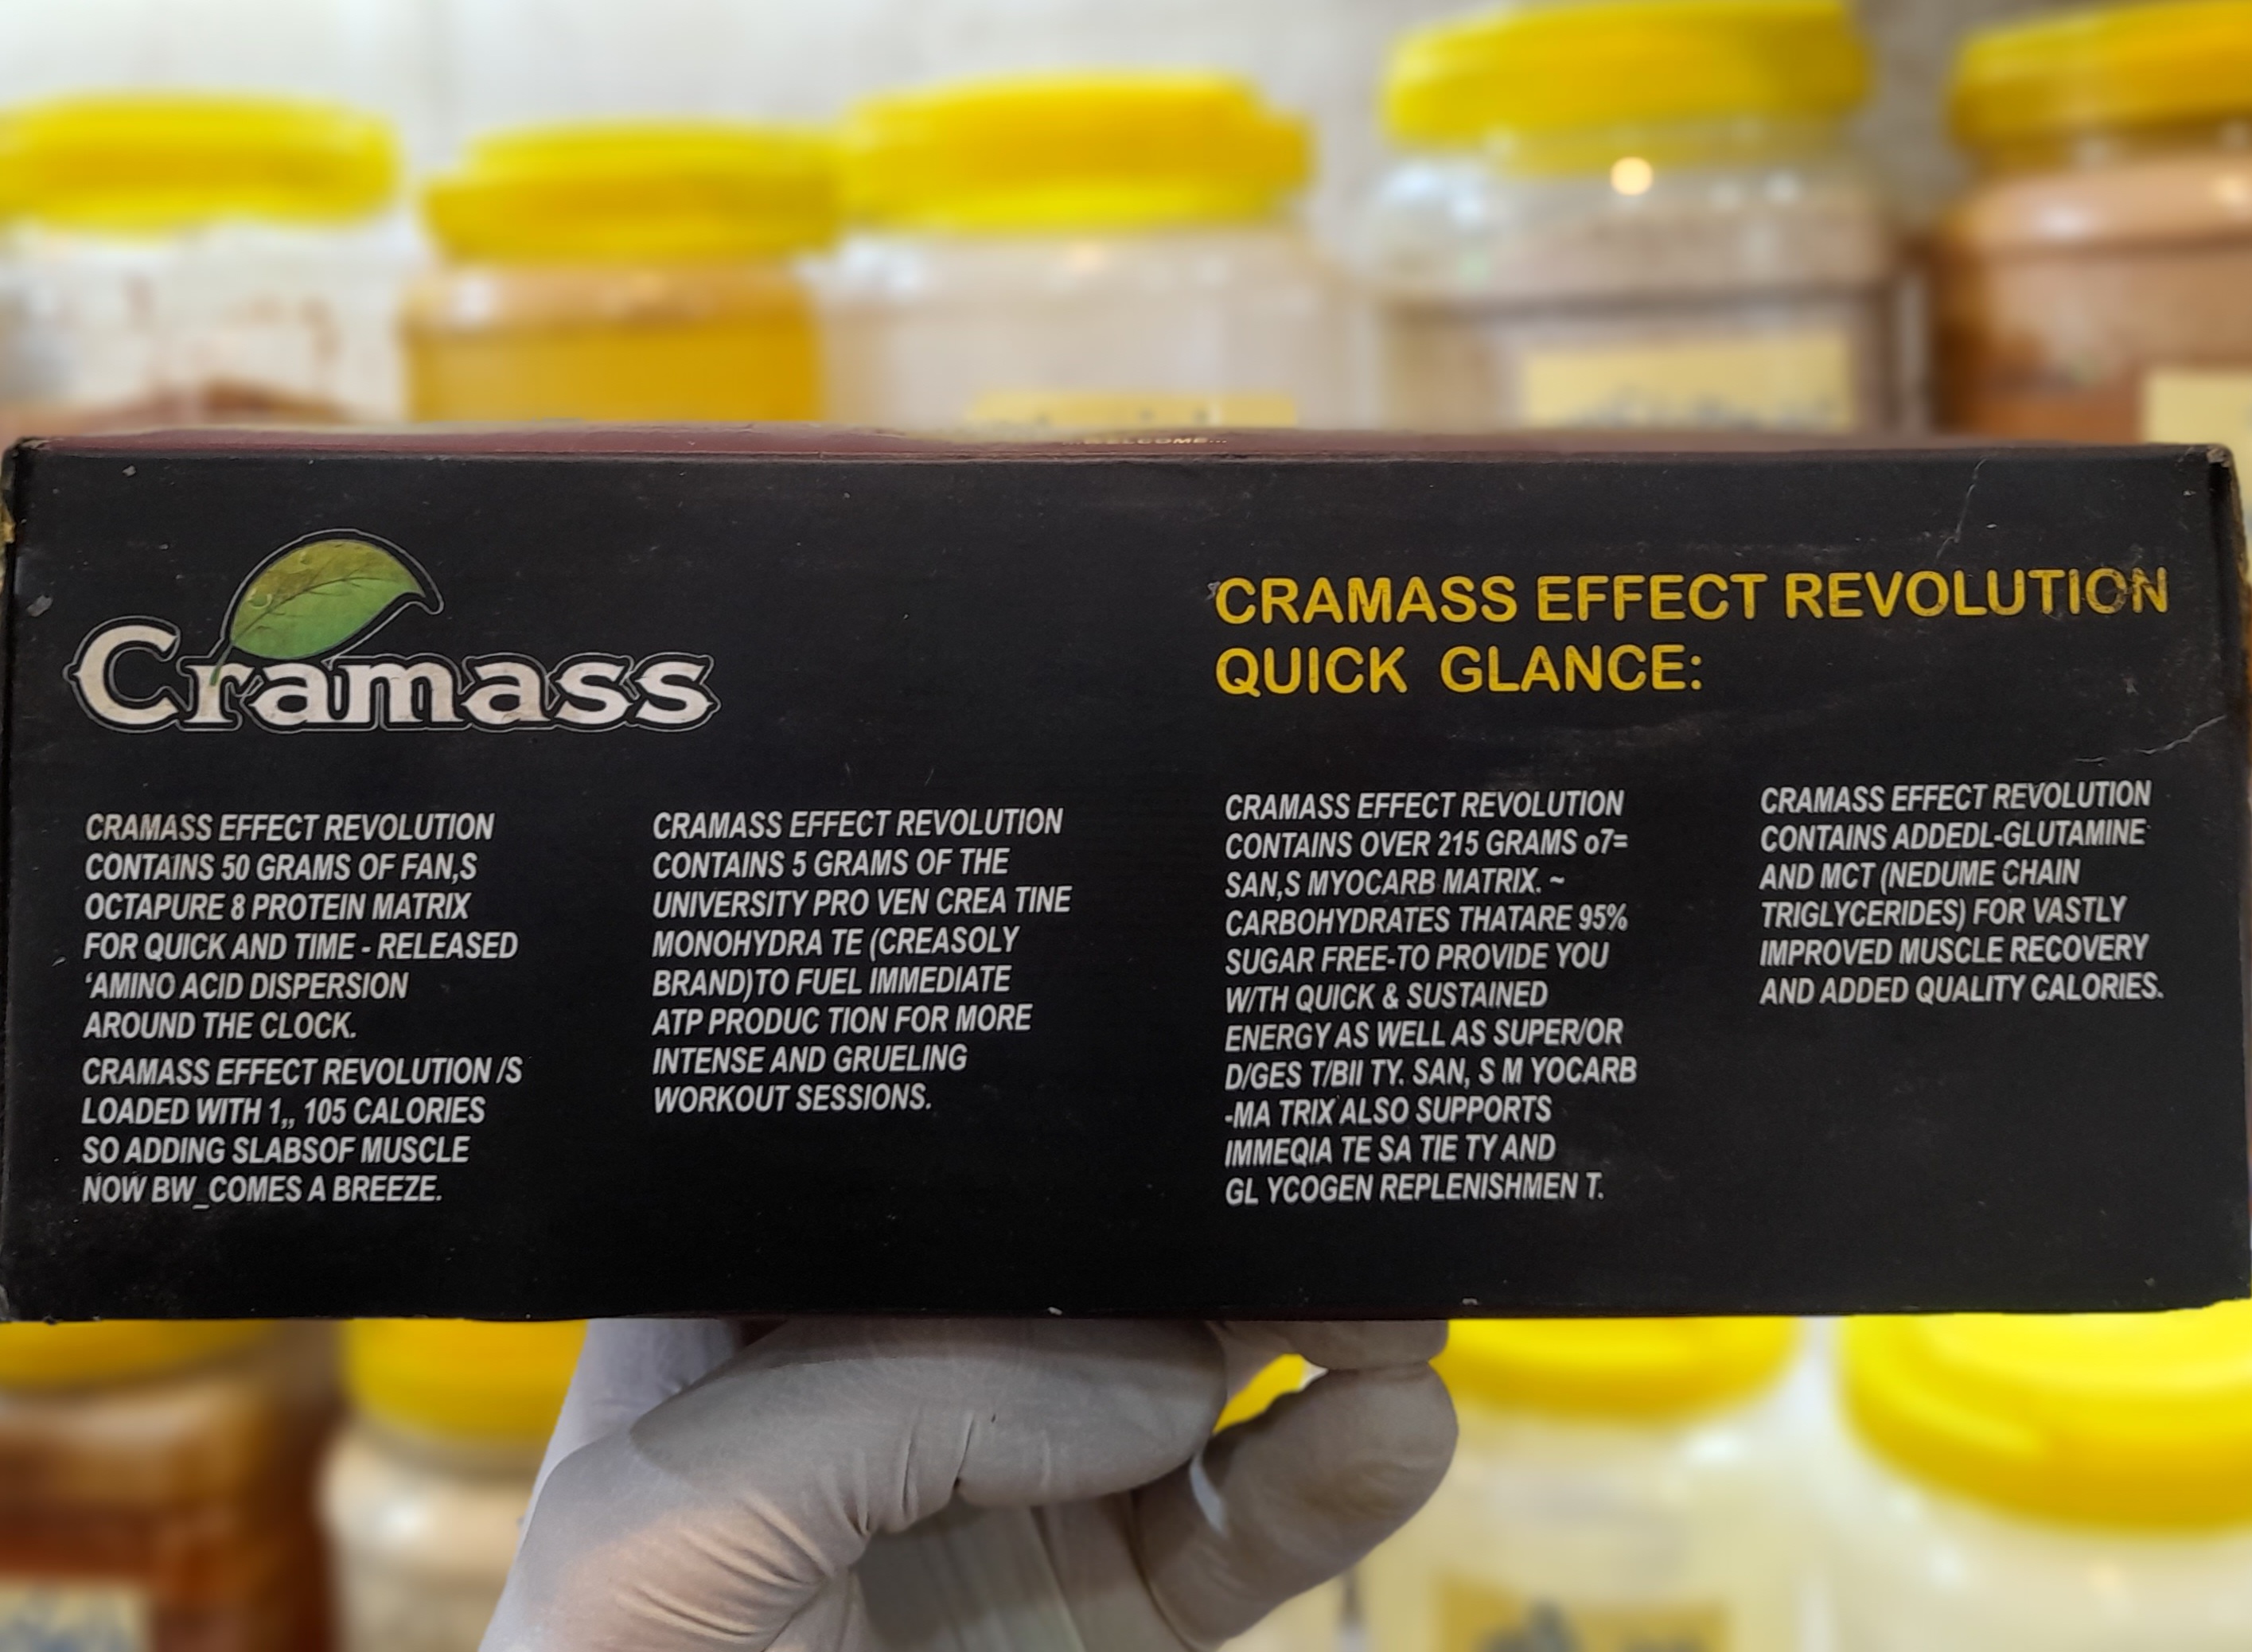 ...WELCOME...
Cramass
CRAMASS EFFECT REVOLUTION
CONTAINS 50 GRAMS OF FAN,S
OCTAPURE 8 PROTEIN MATRIX
FOR QUICK AND TIME - RELEASED
‘AMINO ACID DISPERSION
AROUND THE CLOCK.
CRAMASS EFFECT REVOLUTION /S
LOADED WITH 1,, 105 CALORIES
SO ADDING SLABSOF MUSCLE
NOW BW_COMES A BREEZE.
CRAMASS EFFECT REVOLUTION
CONTAINS 5 GRAMS OF THE
UNIVERSITY PRO VEN CREA TINE
MONOHYDRA TE (CREASOLY
BRAND)TO FUEL IMMEDIATE
ATP PRODUC TION FOR MORE
INTENSE AND GRUELING
WORKOUT SESSIONS.
CRAMASS EFFECT REVOLUTION
QUICK GLANCE:
CRAMASS EFFECT REVOLUTION
CONTAINS OVER 215 GRAMS o7=
SAN,S MYOCARB MATRIX. ~
CARBOHYDRATES THATARE 95%
SUGAR FREE-TO PROVIDE YOU
W/TH QUICK & SUSTAINED
ENERGY AS WELL AS SUPER/OR
D/GES T/BII TY. SAN, S M YOCARB
-MA TRIX ALSO SUPPORTS
IMMEQIA TE SA TIE TY AND
GL YCOGEN REPLENISHMEN T.
CRAMASS EFFECT REVOLUTION
CONTAINS ADDEDL-GLUTAMINE
AND MCT (NEDUME CHAIN
TRIGLYCERIDES) FOR VASTLY
IMPROVED MUSCLE RECOVERY
AND ADDED QUALITY CALORIES.